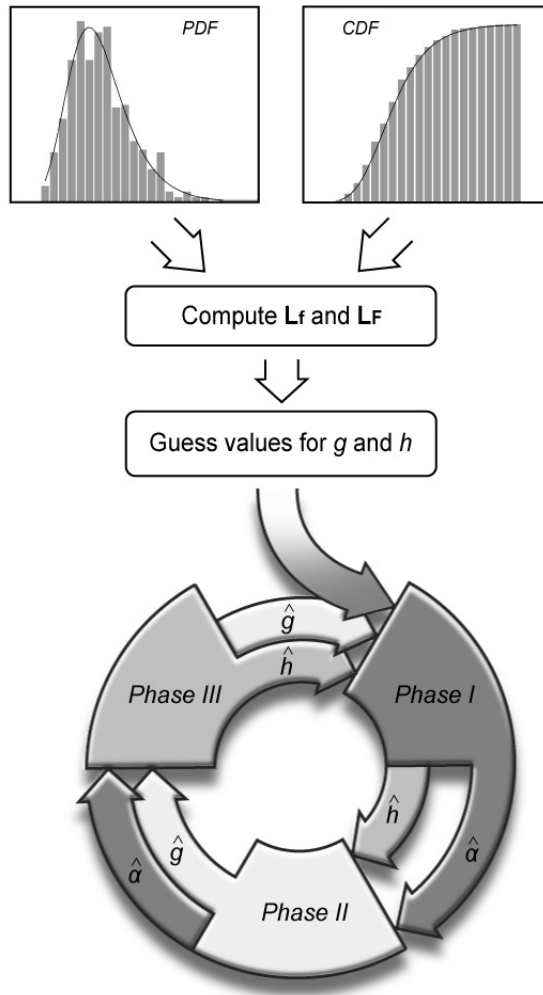 PDF
CDF
Compute Lf and LF
Guess values for g and h
ĝ
ĥ
Phase III
Phase I
ĥ
α̂
ĝ
α̂
Phase II